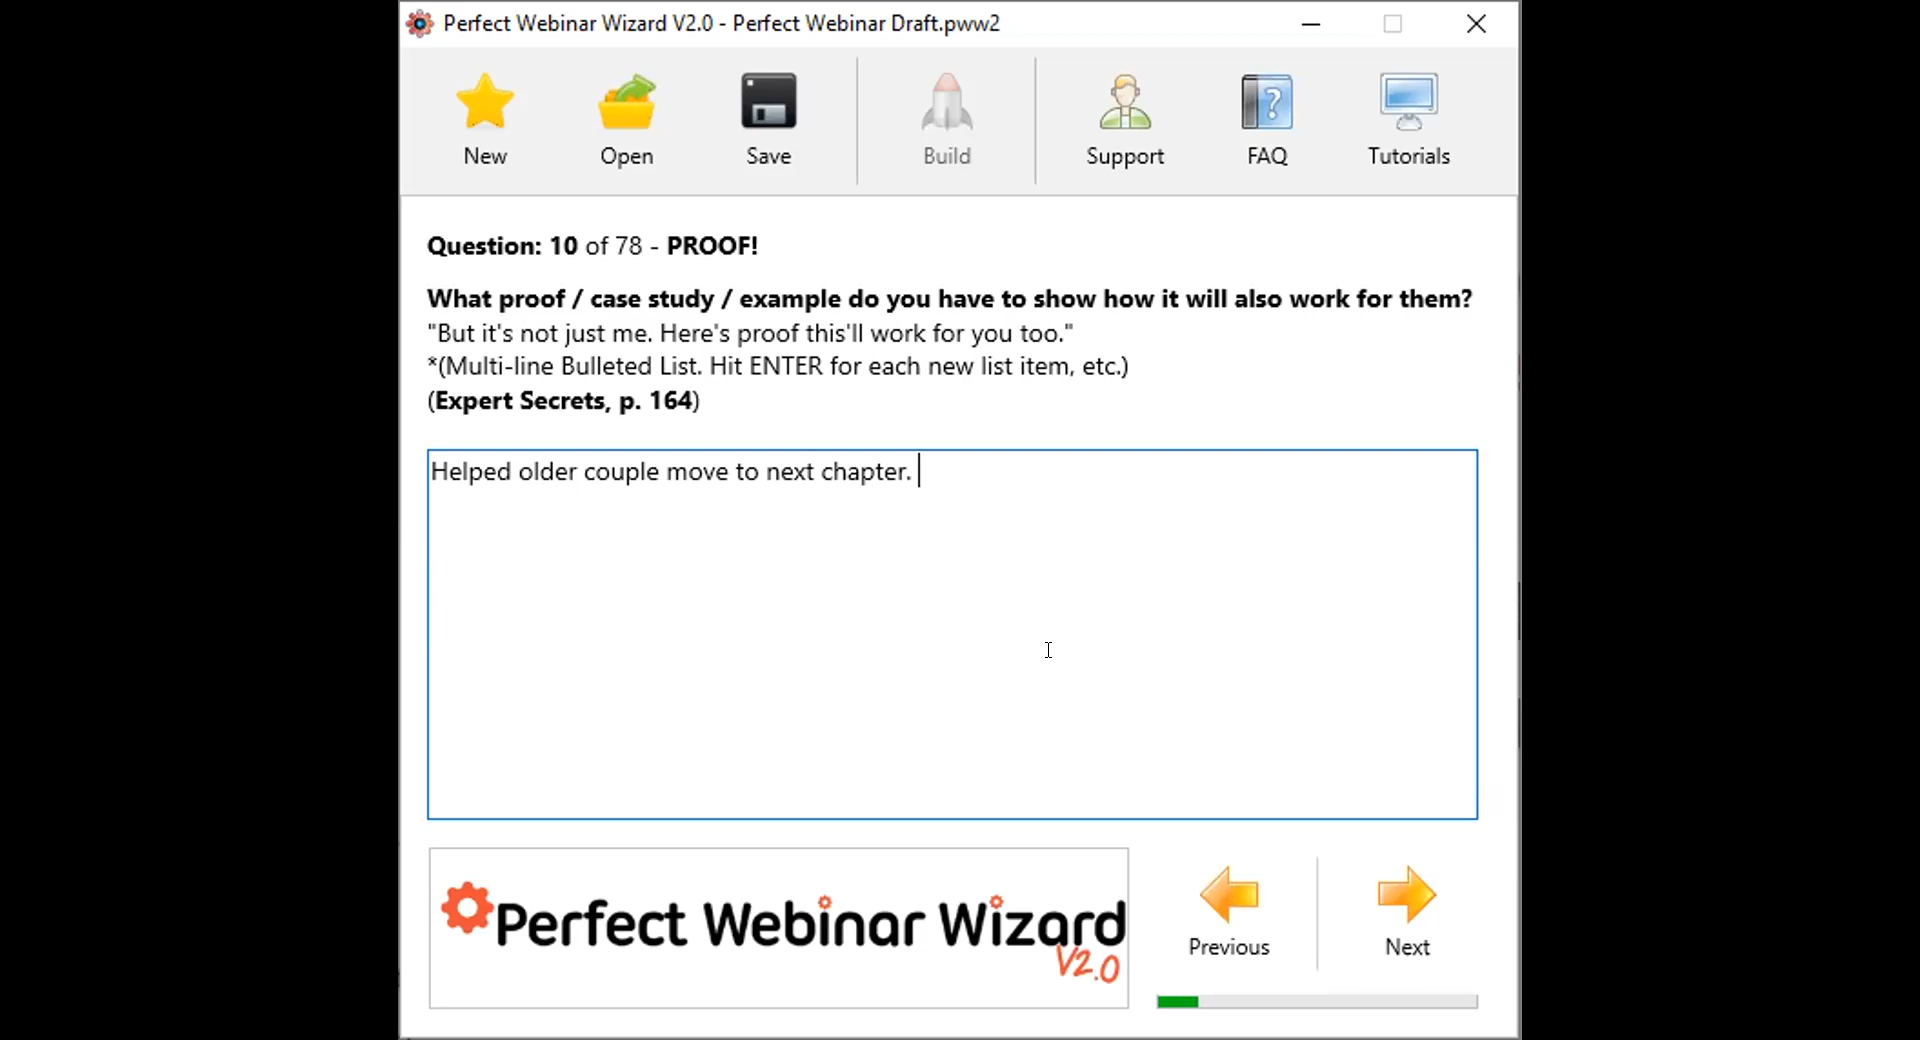 Perfect Webinar Wizard V2.0 - Perfect Webinar Draft.pww2
New Open Save Build Support FAQ Tutorials
Question: 10 of 78 - PROOF!
What proof / case study / example do you have to show how it will also work for them?
"But it's not just me. Here's proof this'll work for you too."
*(Multi-line Bulleted List. Hit ENTER for each new list item, etc.)
(Expert Secrets, p. 164)
Helped older couple move to next chapter.
Perfect Webinar Wizard
V2.0
Previous Next